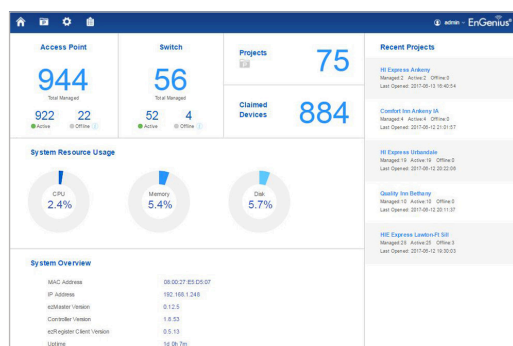 admin
EnGenius®
Access Point
944
Total Managed
922 22
Active Offline
Switch
56
Total Managed
52 4
Active Offline
Projects
75
Claimed Devices
884
Recent Projects
HI Express Ankeny
Managed:2 Active:2 Offline:0
Last Opened: 2017-06-13 16:40:54
Comfort Inn Ankeny IA
Managed:4 Active:4 Offline:0
Last Opened: 2017-06-12 21:01:57
HI Express Urbandale
Managed:19 Active:19 Offline:0
Last Opened: 2017-06-12 20:22:08
Quality Inn Bethany
Managed:10 Active:10 Offline:0
Last Opened: 2017-06-12 20:11:37
HIE Express Lawton-Ft Sill
Managed:28 Active:25 Offline:3
Last Opened: 2017-06-12 19:30:03
System Resource Usage
CPU
2.4%
Memory
5.4%
Disk
5.7%
System Overview
MAC Address 08:00:27:E5:D5:07
IP Address 192.168.1.248
ezMaster Version 0.12.5
Controller Version 1.8.53
ezRegister Client Version 0.5.13
Uptime 1d 0h 7m